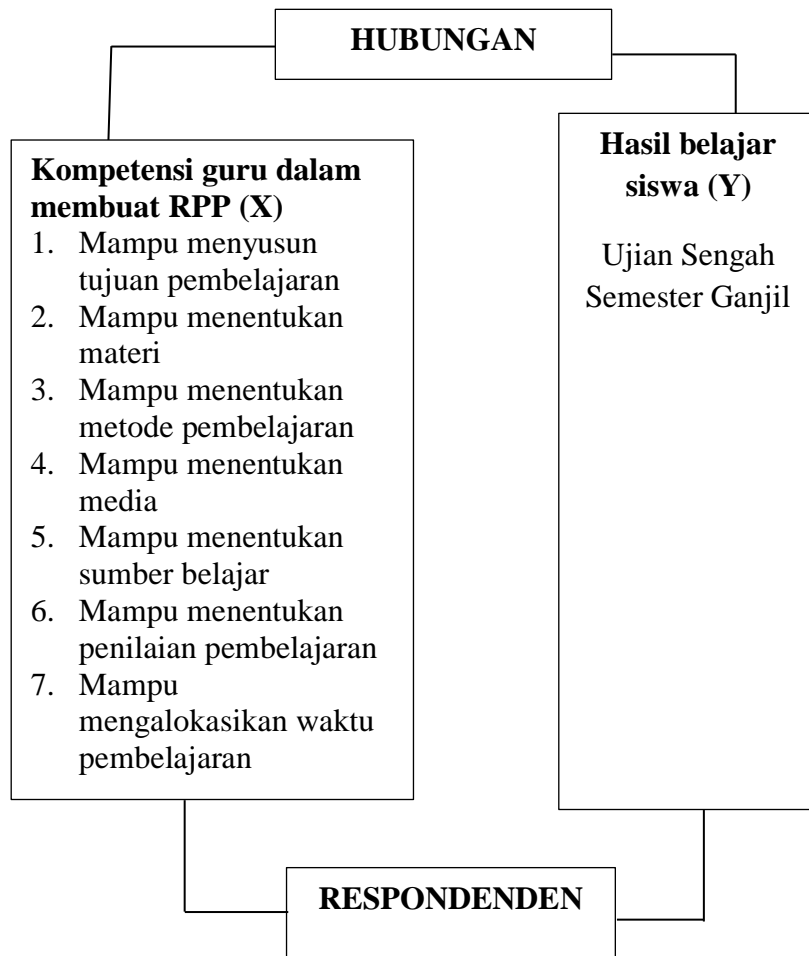 HUBUNGAN
Kompetensi guru dalam
membuat RPP (X)
1. Mampu menyusun
tujuan pembelajaran
2. Mampu menentukan
materi
3. Mampu menentukan
metode pembelajaran
4. Mampu menentukan
media
5. Mampu menentukan
sumber belajar
6. Mampu menentukan
penilaian pembelajaran
7. Mampu
mengalokasikan waktu
pembelajaran
Hasil belajar
siswa (Y)
Ujian Sengah
Semester Ganjil
RESPONDENDEN